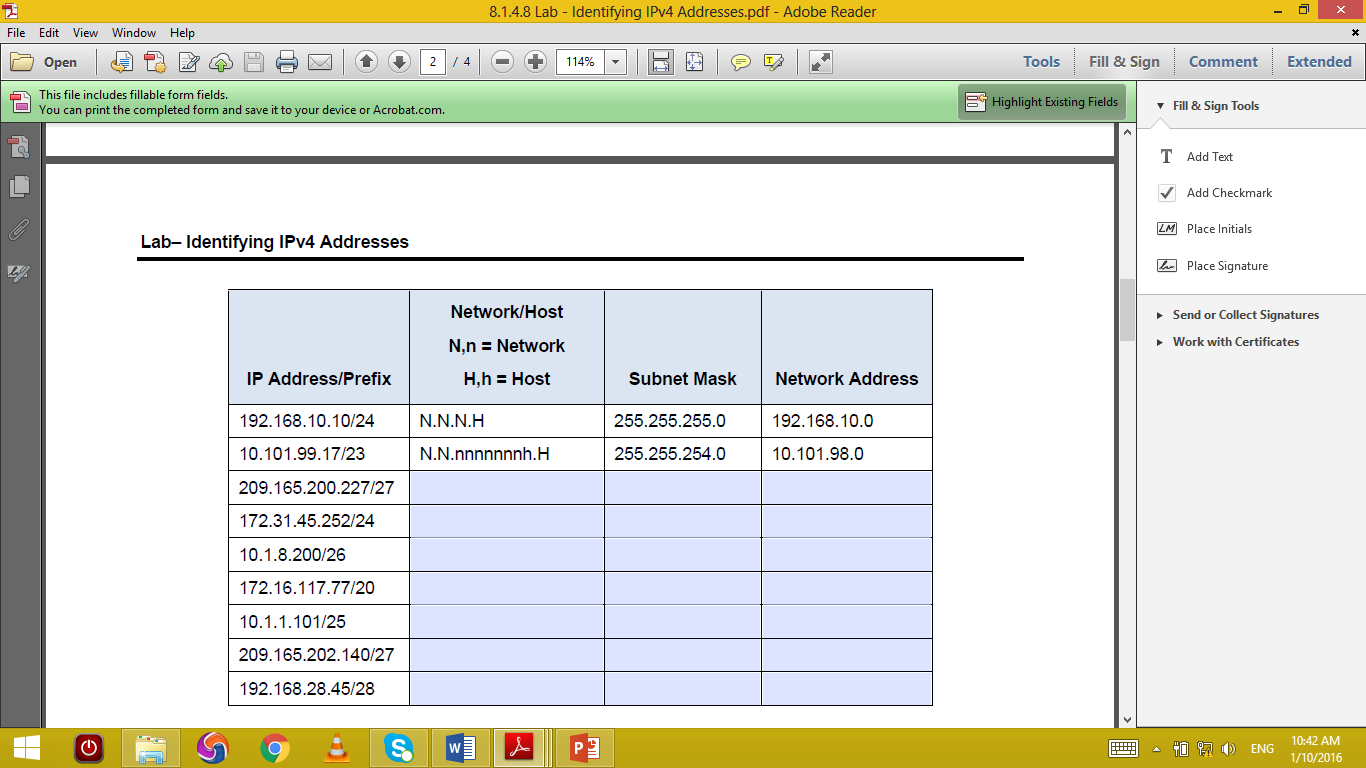 8.1.4.8 Lab - Identifying IPv4 Addresses.pdf - Adobe Reader
File Edit View Window Help
Open 2 / 4 114% Tools Fill & Sign Comment Extended
This file includes fillable form fields.
You can print the completed form and save it to your device or Acrobat.com.
Highlight Existing Fields
Lab– Identifying IPv4 Addresses
IP Address/Prefix
Network/Host
N,n = Network
H,h = Host
Subnet Mask
Network Address
192.168.10.10/24 N.N.N.H 255.255.255.0 192.168.10.0
10.101.99.17/23 N.N.nnnnnnnh.H 255.255.254.0 10.101.98.0
209.165.200.227/27
172.31.45.252/24
10.1.8.200/26
172.16.117.77/20
10.1.1.101/25
209.165.202.140/27
192.168.28.45/28
Fill & Sign Tools
T Add Text
Add Checkmark
LM Place Initials
Place Signature
Send or Collect Signatures
Work with Certificates
ENG
10:42 AM
1/10/2016